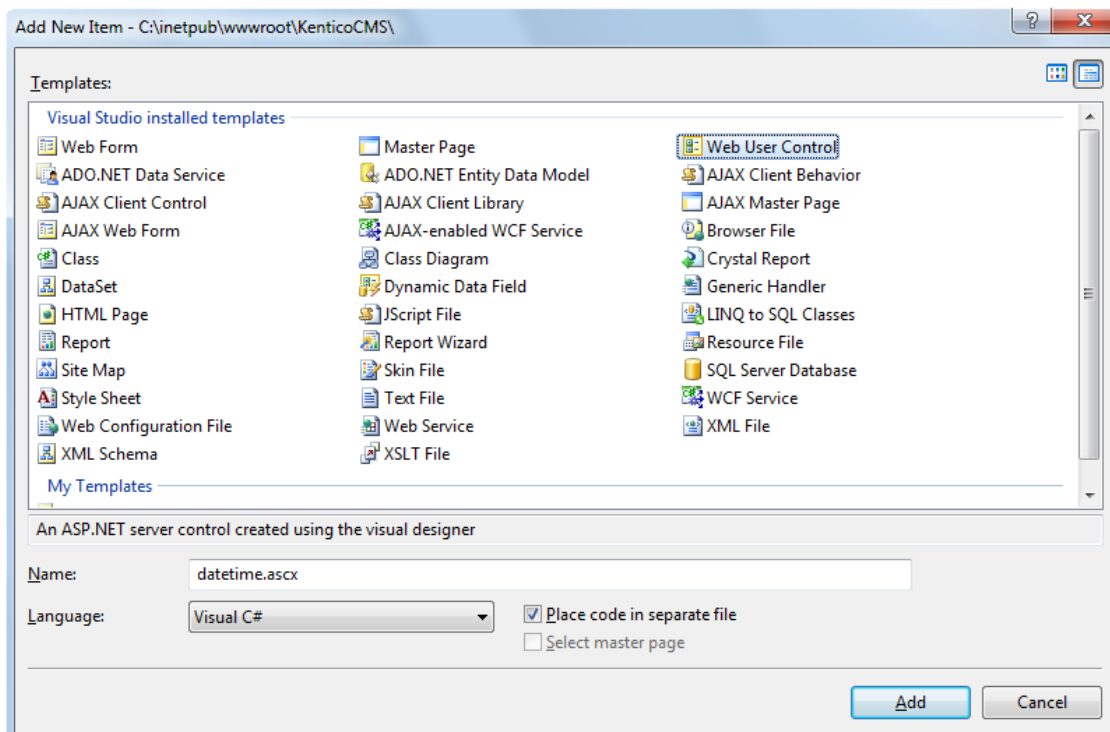 Add New Item - C:\inetpub\wwwroot\KenticoCMS\
Templates:
Visual Studio installed templates
Web Form Master Page Web User Control
ADO.NET Data Service ADO.NET Entity Data Model AJAX Client Behavior
AJAX Client Control AJAX Client Library AJAX Master Page
AJAX Web Form AJAX-enabled WCF Service Browser File
Class Class Diagram Crystal Report
DataSet Dynamic Data Field Generic Handler
HTML Page JScript File LINQ to SQL Classes
Report Report Wizard Resource File
Site Map Skin File SQL Server Database
Style Sheet Text File WCF Service
Web Configuration File Web Service XML File
XML Schema XSLT File
My Templates
An ASP.NET server control created using the visual designer
Name: datetime.ascx
Language: Visual C# Place code in separate file
Select master page
Add Cancel